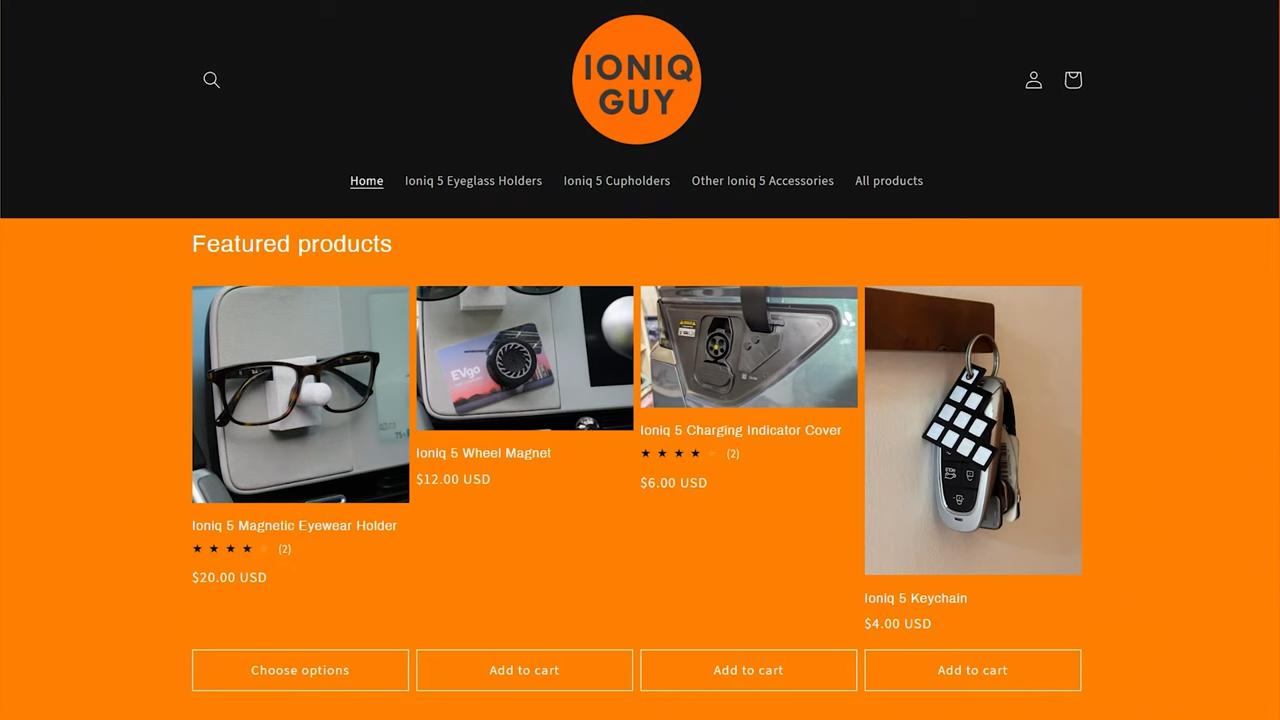 IONIQ
GUY
Home
Ioniq 5 Eyeglass Holders
Ioniq 5 Cupholders
Other Ioniq 5 Accessories
All products
Featured products
EVgo
Ioniq 5 Magnetic Eyewear Holder
(2)
$20.00 USD
Choose options
Ioniq 5 Wheel Magnet
$12.00 USD
Add to cart
Ioniq 5 Charging Indicator Cover
(2)
$6.00 USD
Add to cart
Ioniq 5 Keychain
$4.00 USD
Add to cart